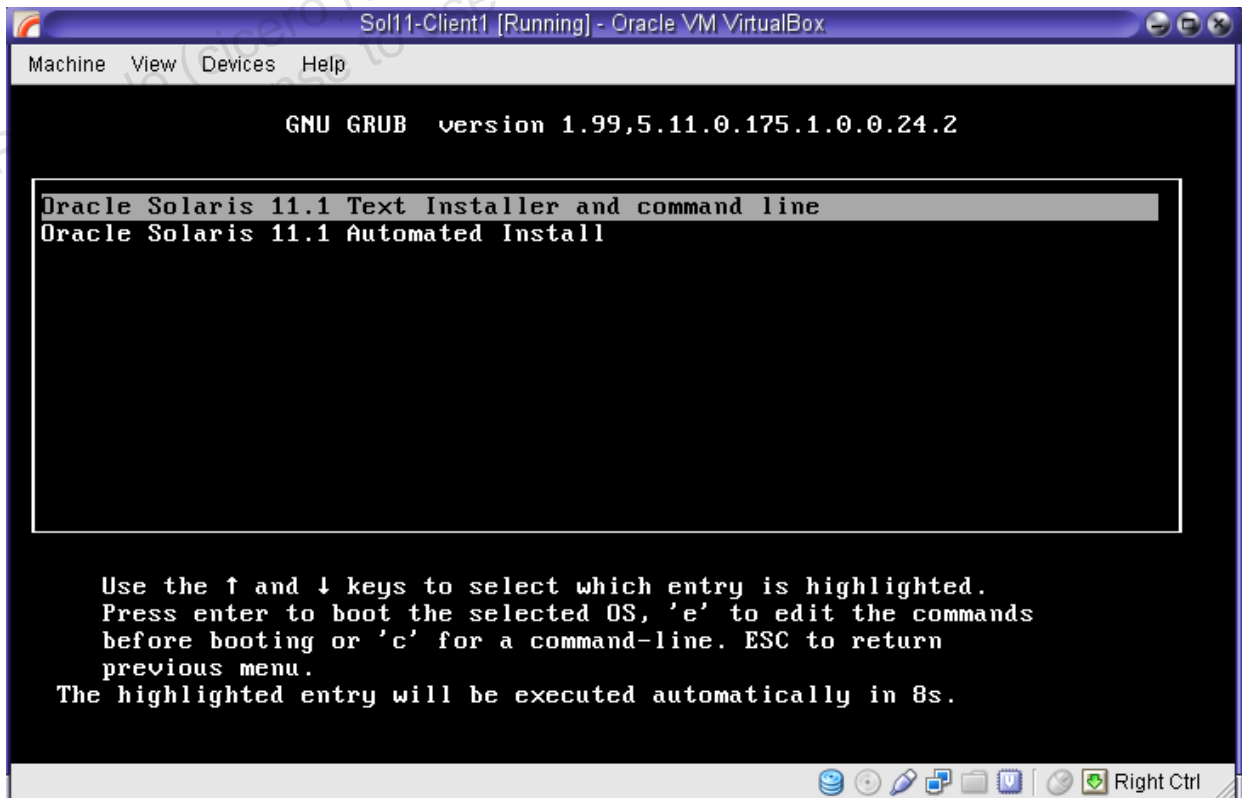 Sol11-Client1 [Running] - Oracle VM VirtualBox
Machine View Devices Help
GNU GRUB version 1.99,5.11.0.175.1.0.0.24.2
Oracle Solaris 11.1 Text Installer and command line
Oracle Solaris 11.1 Automated Install
Use the ↑ and ↓ keys to select which entry is highlighted.
Press enter to boot the selected OS, 'e' to edit the commands
before booting or 'c' for a command-line. ESC to return
previous menu.
The highlighted entry will be executed automatically in 8s.
Right Ctrl